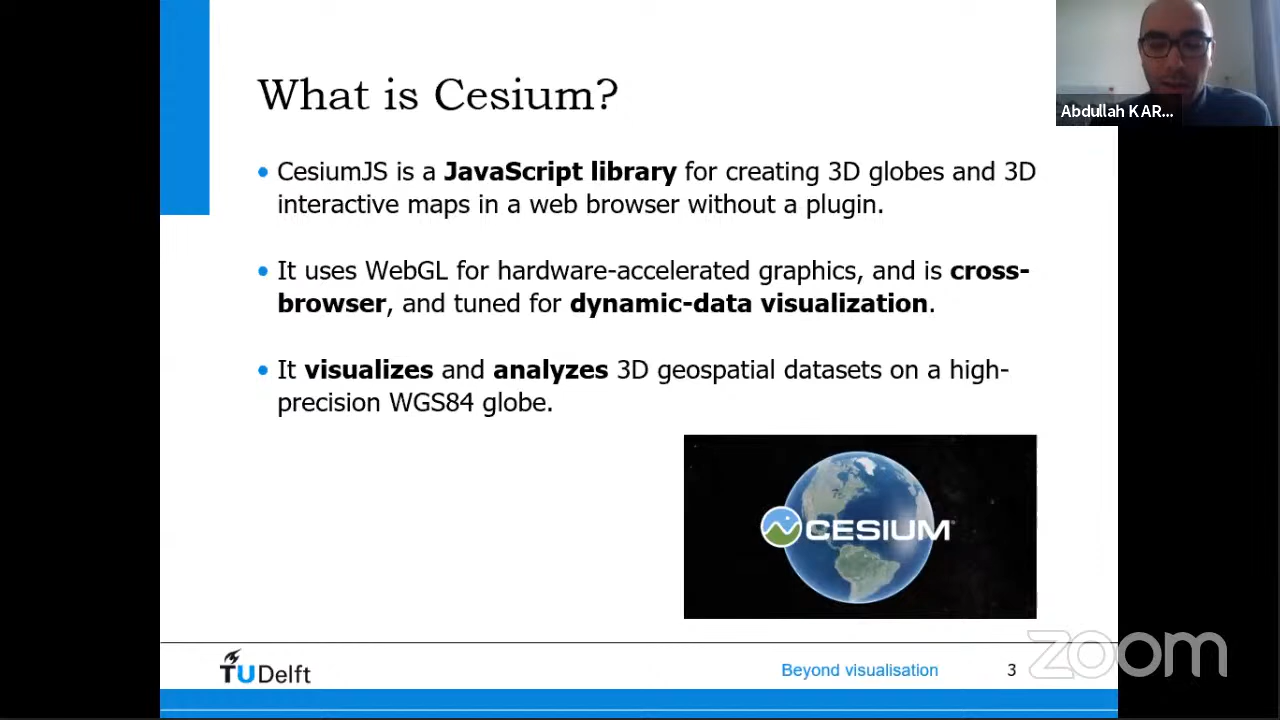 What is Cesium?
Abdullah KAR...
• CesiumJS is a JavaScript library for creating 3D globes and 3D
interactive maps in a web browser without a plugin.
• It uses WebGL for hardware-accelerated graphics, and is cross-
browser, and tuned for dynamic-data visualization.
• It visualizes and analyzes 3D geospatial datasets on a high-
precision WGS84 globe.
CESIUM
TUDelft
Beyond visualisation
3
zoom